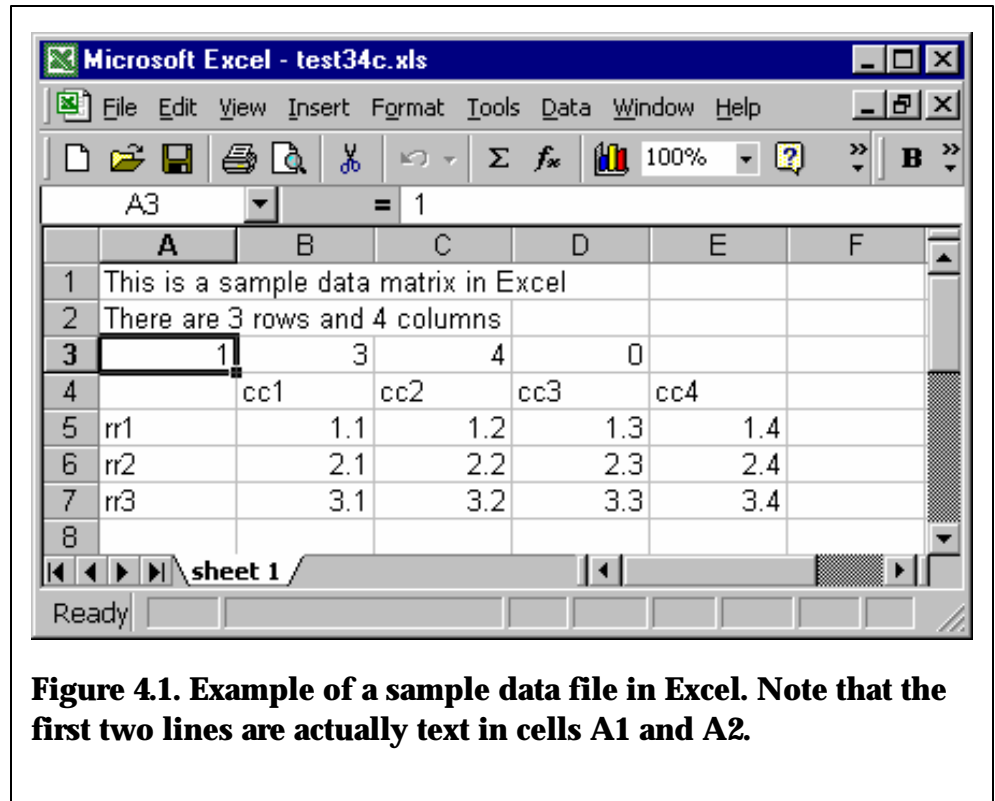 Microsoft Excel - test34c.xls
File Edit View Insert Format Tools Data Window Help
Σ fx 100% ? » B »
A3 = 1
A B C D E F
1 This is a sample data matrix in Excel
2 There are 3 rows and 4 columns
3 1 3 4 0
4 cc1 cc2 cc3 cc4
5 rr1 1.1 1.2 1.3 1.4
6 rr2 2.1 2.2 2.3 2.4
7 rr3 3.1 3.2 3.3 3.4
8
sheet 1
Ready
Figure 4.1. Example of a sample data file in Excel. Note that the
first two lines are actually text in cells A1 and A2.